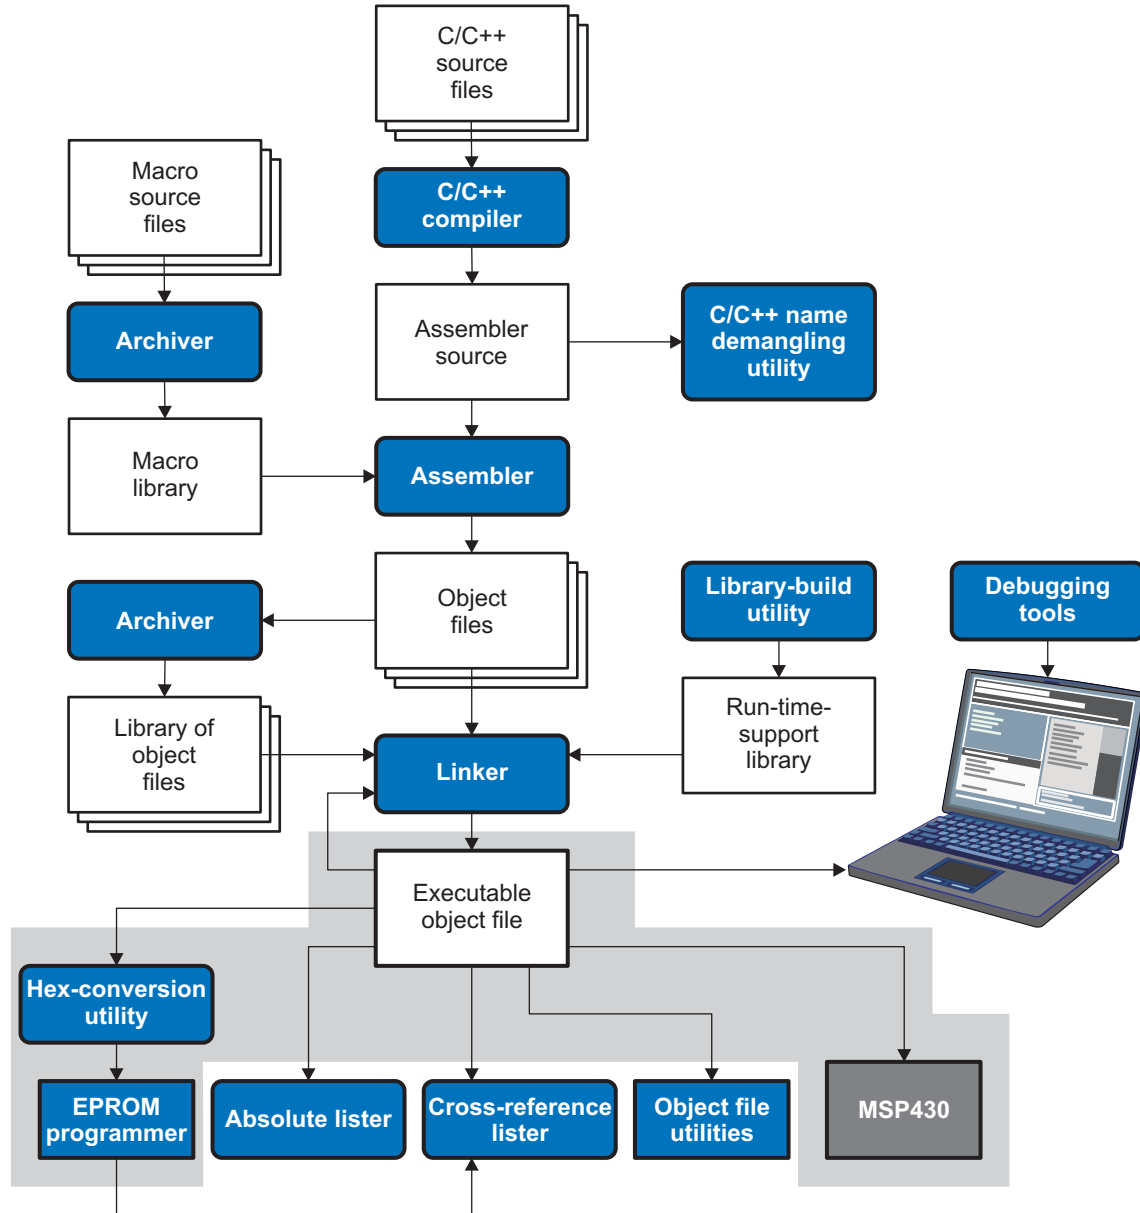 C/C++
source
files
Macro
source
files
C/C++
compiler
Archiver
Assembler
source
C/C++ name
demangling
utility
Macro
library
Assembler
Archiver
Object
files
Library-build
utility
Debugging
tools
Library of
object
files
Linker
Run-time-
support
library
Executable
object file
Hex-conversion
utility
EPROM
programmer
Absolute lister
Cross-reference
lister
Object file
utilities
MSP430